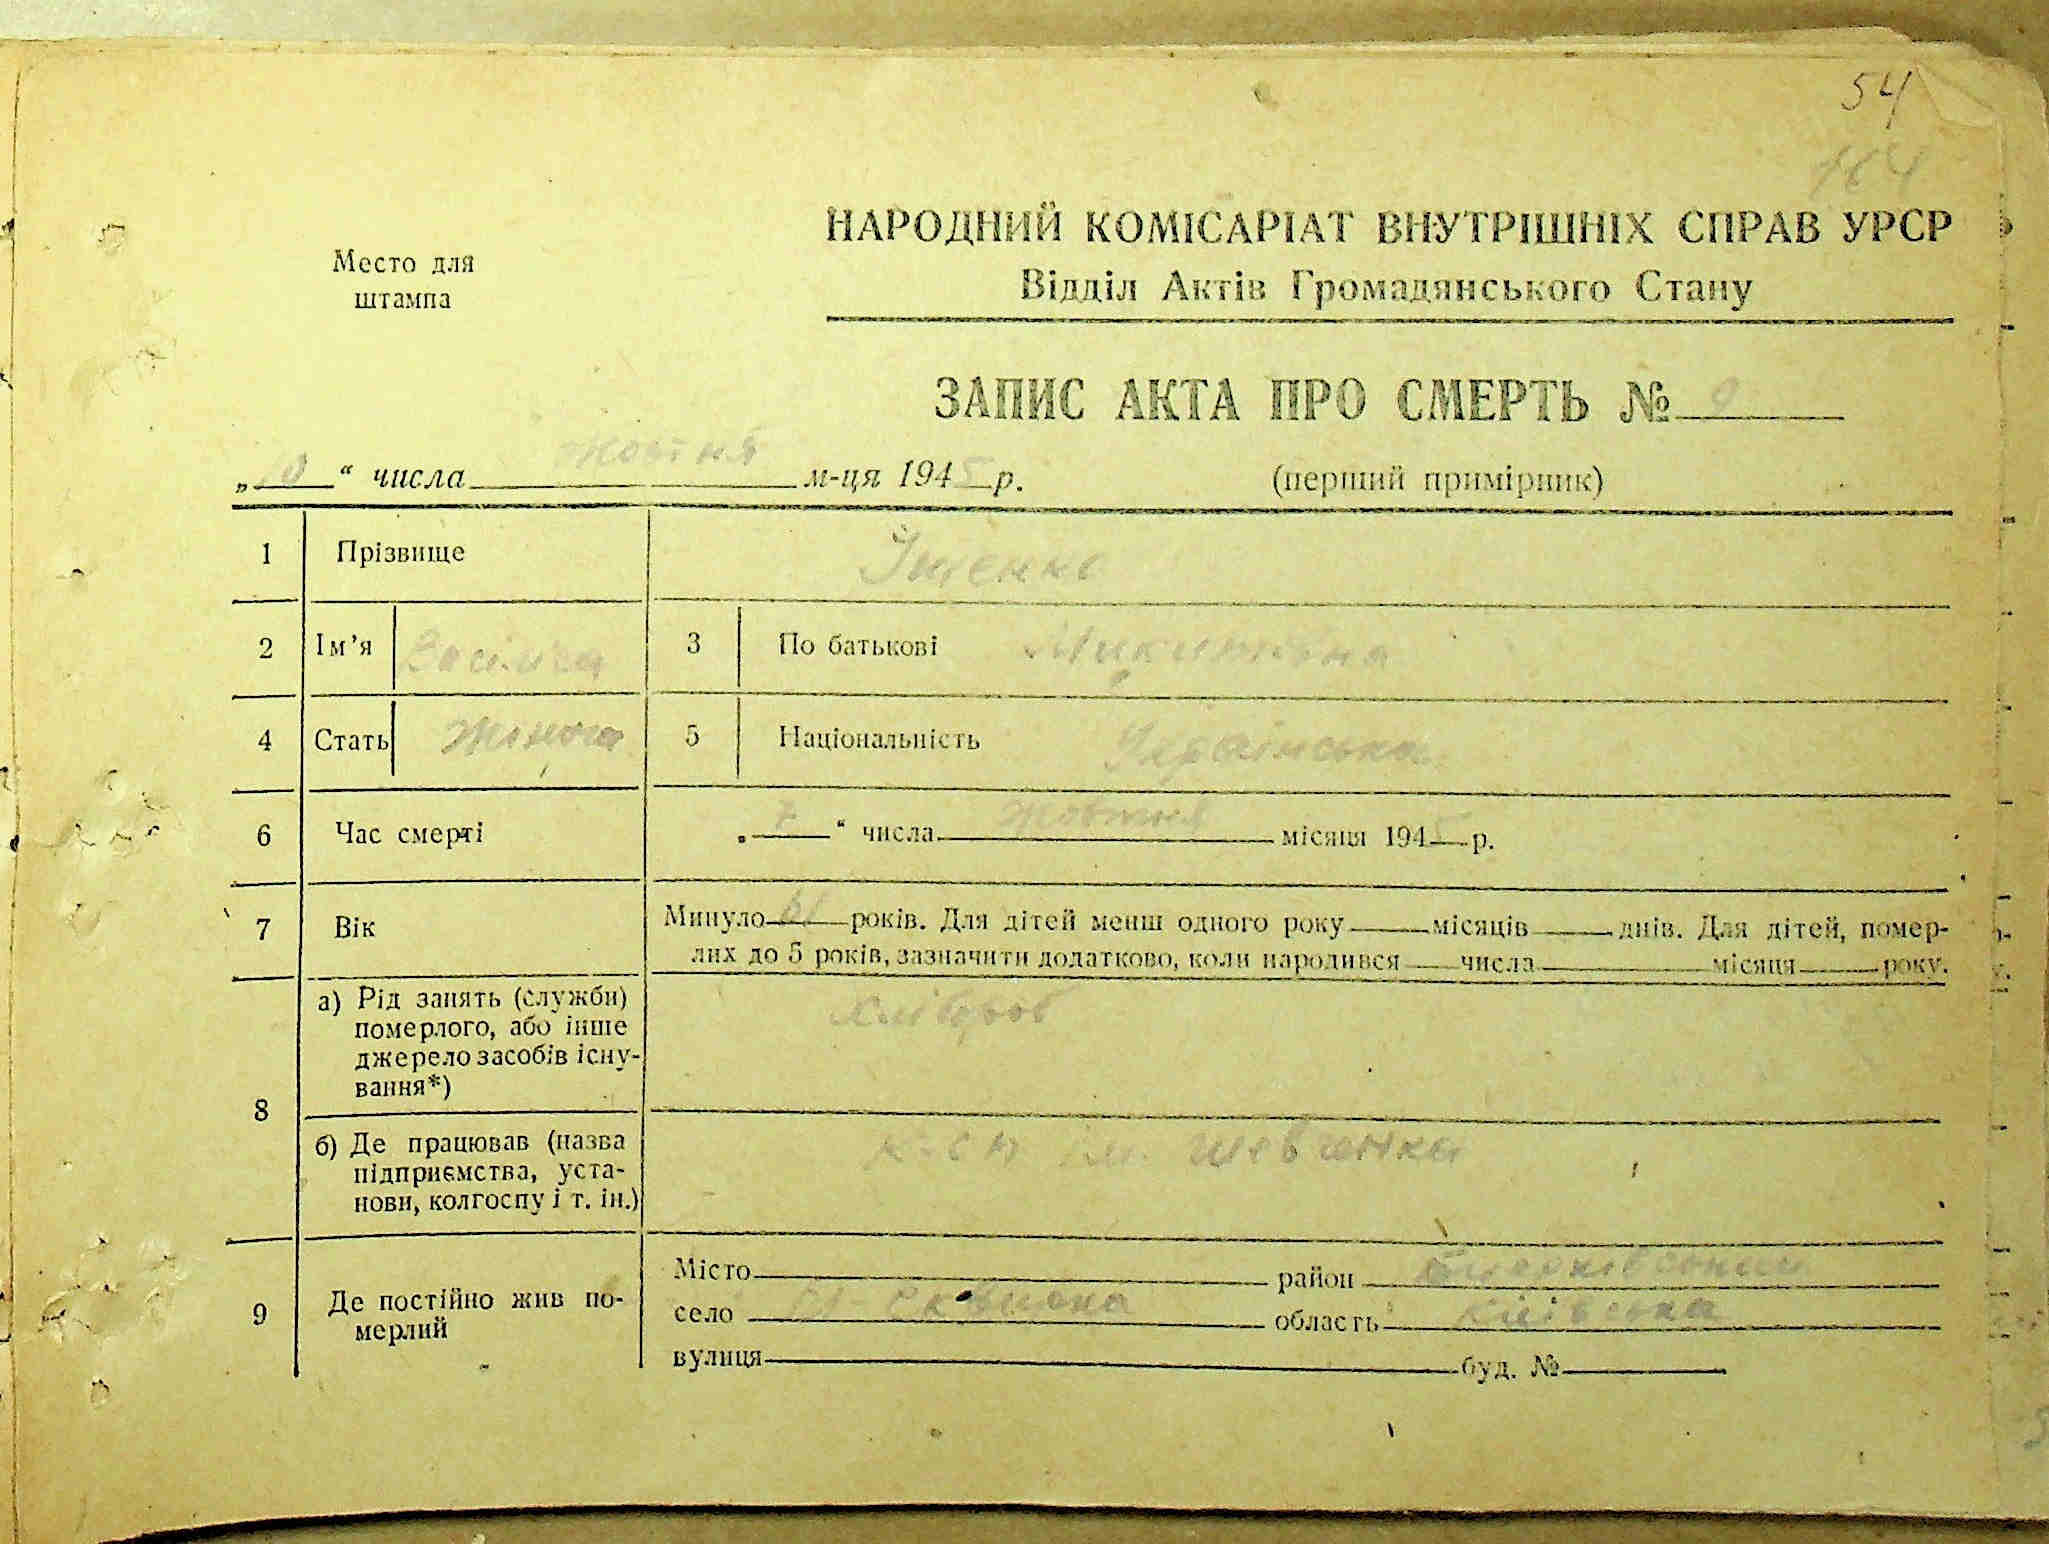 54
164
НАРОДНИЙ КОМІСАРІАТ ВНУТРІШНІХ СПРАВ УРСР
Відділ Актів Громадянського Стану
Место для
штампа
ЗАПИС АКТА ПРО СМЕРТЬ № 9
„10“ числа жовтня м-ця 1945 р.
(перший примірник)
1 Прізвище Іщенко
2 Ім’я Василиса 3 По батькові Микитівна
4 Стать Жіноча 5 Національність Українська
6 Час смерті „7“ числа Жовтня місяця 1945 р.
7 Вік Минуло 61 років. Для дітей менш одного року місяців днів. Для дітей, помер-
лих до 5 років, зазначити додатково, коли народився числа місяця року.
8 а) Рід занять (служби)
померлого, або інше
джерело засобів існу-
вання*)
хлібороб
б) Де працював (назва
підприємства, уста-
нови, колгоспу і т. ін.)
к-сп ім. Шевченка
9 Де постійно жив по-
мерлий
Місто район
село область Київська
вулиця буд. №